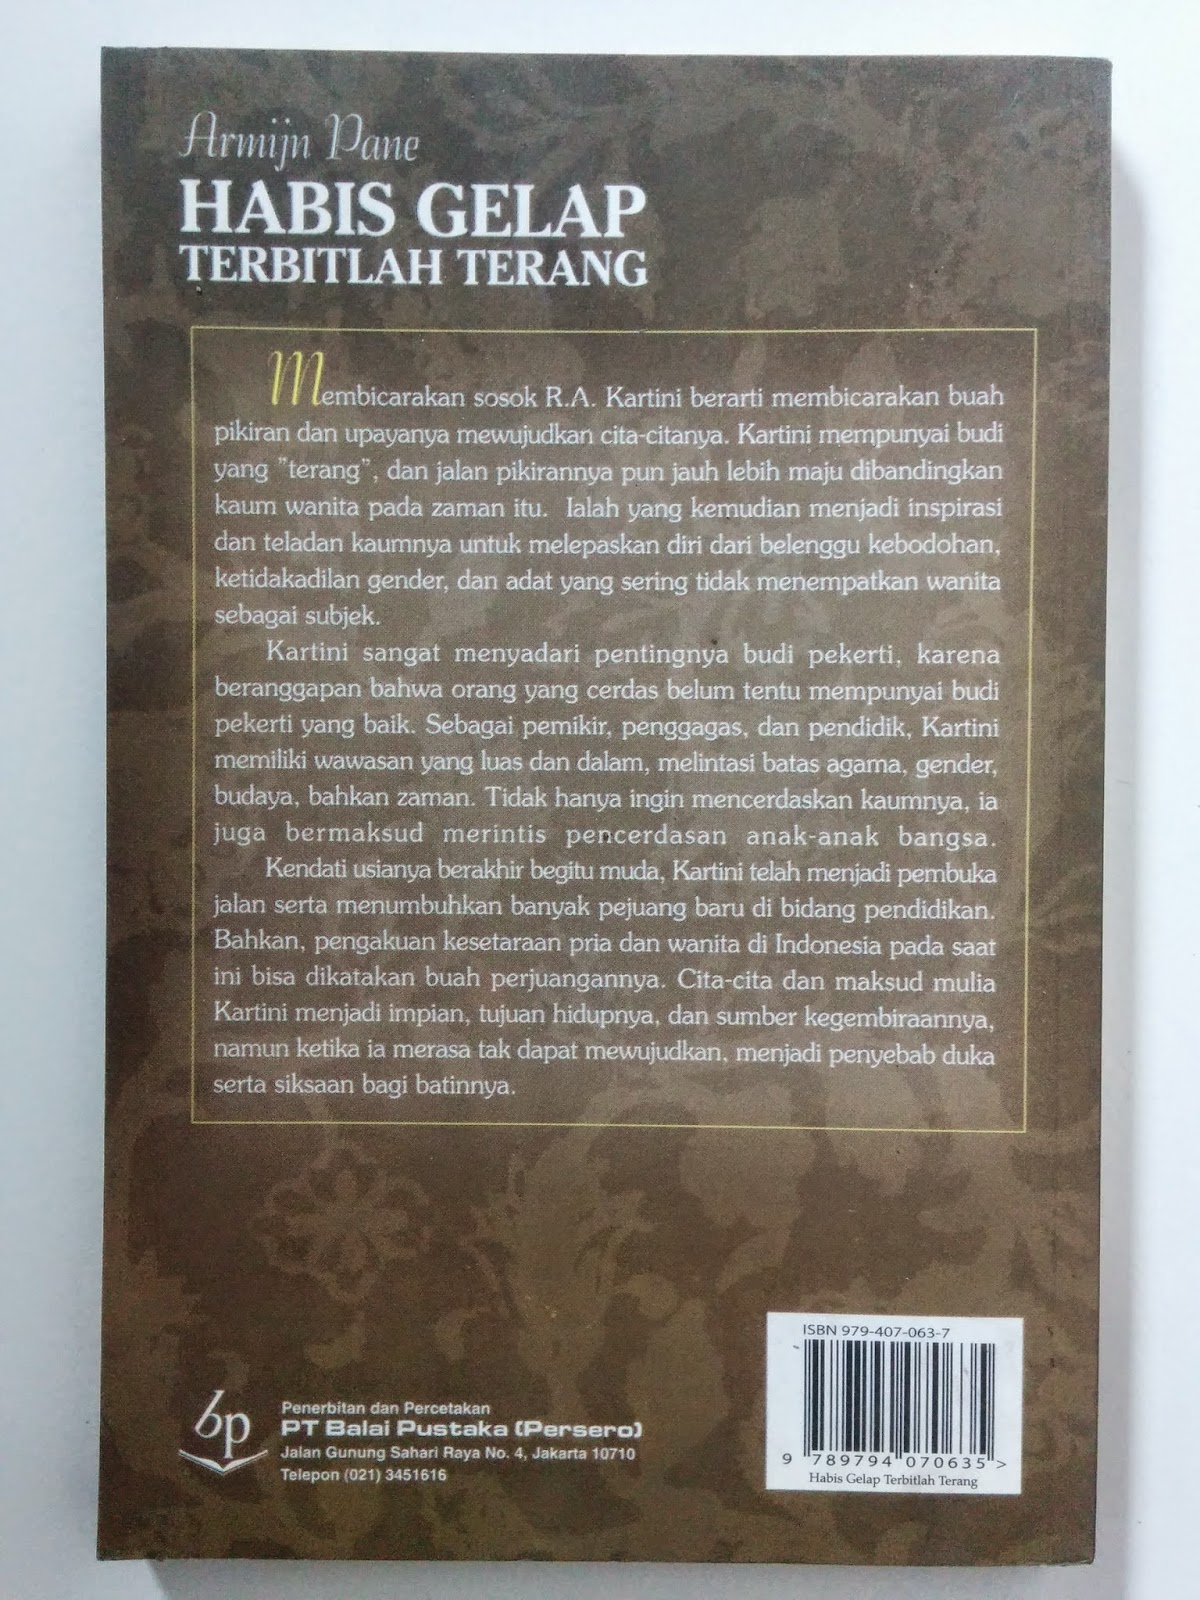 Armijn Pane
HABIS GELAP
TERBITLAH TERANG
Membicarakan sosok R.A. Kartini berarti membicarakan buah
pikiran dan upayanya mewujudkan cita-citanya. Kartini mempunyai budi
yang ”terang”, dan jalan pikirannya pun jauh lebih maju dibandingkan
kaum wanita pada zaman itu. Ialah yang kemudian menjadi inspirasi
dan teladan kaumnya untuk melepaskan diri dari belenggu kebodohan,
ketidakadilan gender, dan adat yang sering tidak menempatkan wanita
sebagai subjek.
Kartini sangat menyadari pentingnya budi pekerti, karena
beranggapan bahwa orang yang cerdas belum tentu mempunyai budi
pekerti yang baik. Sebagai pemikir, penggagas, dan pendidik, Kartini
memiliki wawasan yang luas dan dalam, melintasi batas agama, gender,
budaya, bahkan zaman. Tidak hanya ingin mencerdaskan kaumnya, ia
juga bermaksud merintis pencerdasan anak-anak bangsa.
Kendati usianya berakhir begitu muda, Kartini telah menjadi pembuka
jalan serta menumbuhkan banyak pejuang baru di bidang pendidikan.
Bahkan, pengakuan kesetaraan pria dan wanita di Indonesia pada saat
ini bisa dikatakan buah perjuangannya. Cita-cita dan maksud mulia
Kartini menjadi impian, tujuan hidupnya, dan sumber kegembiraannya,
namun ketika ia merasa tak dapat mewujudkan, menjadi penyebab duka
serta siksaan bagi batinnya.
bp
Penerbitan dan Percetakan
PT Balai Pustaka (Persero)
Jalan Gunung Sahari Raya No. 4, Jakarta 10710
Telepon (021) 3451616
ISBN 979-407-063-7
9 789794 070635 >
Habis Gelap Terbitlah Terang